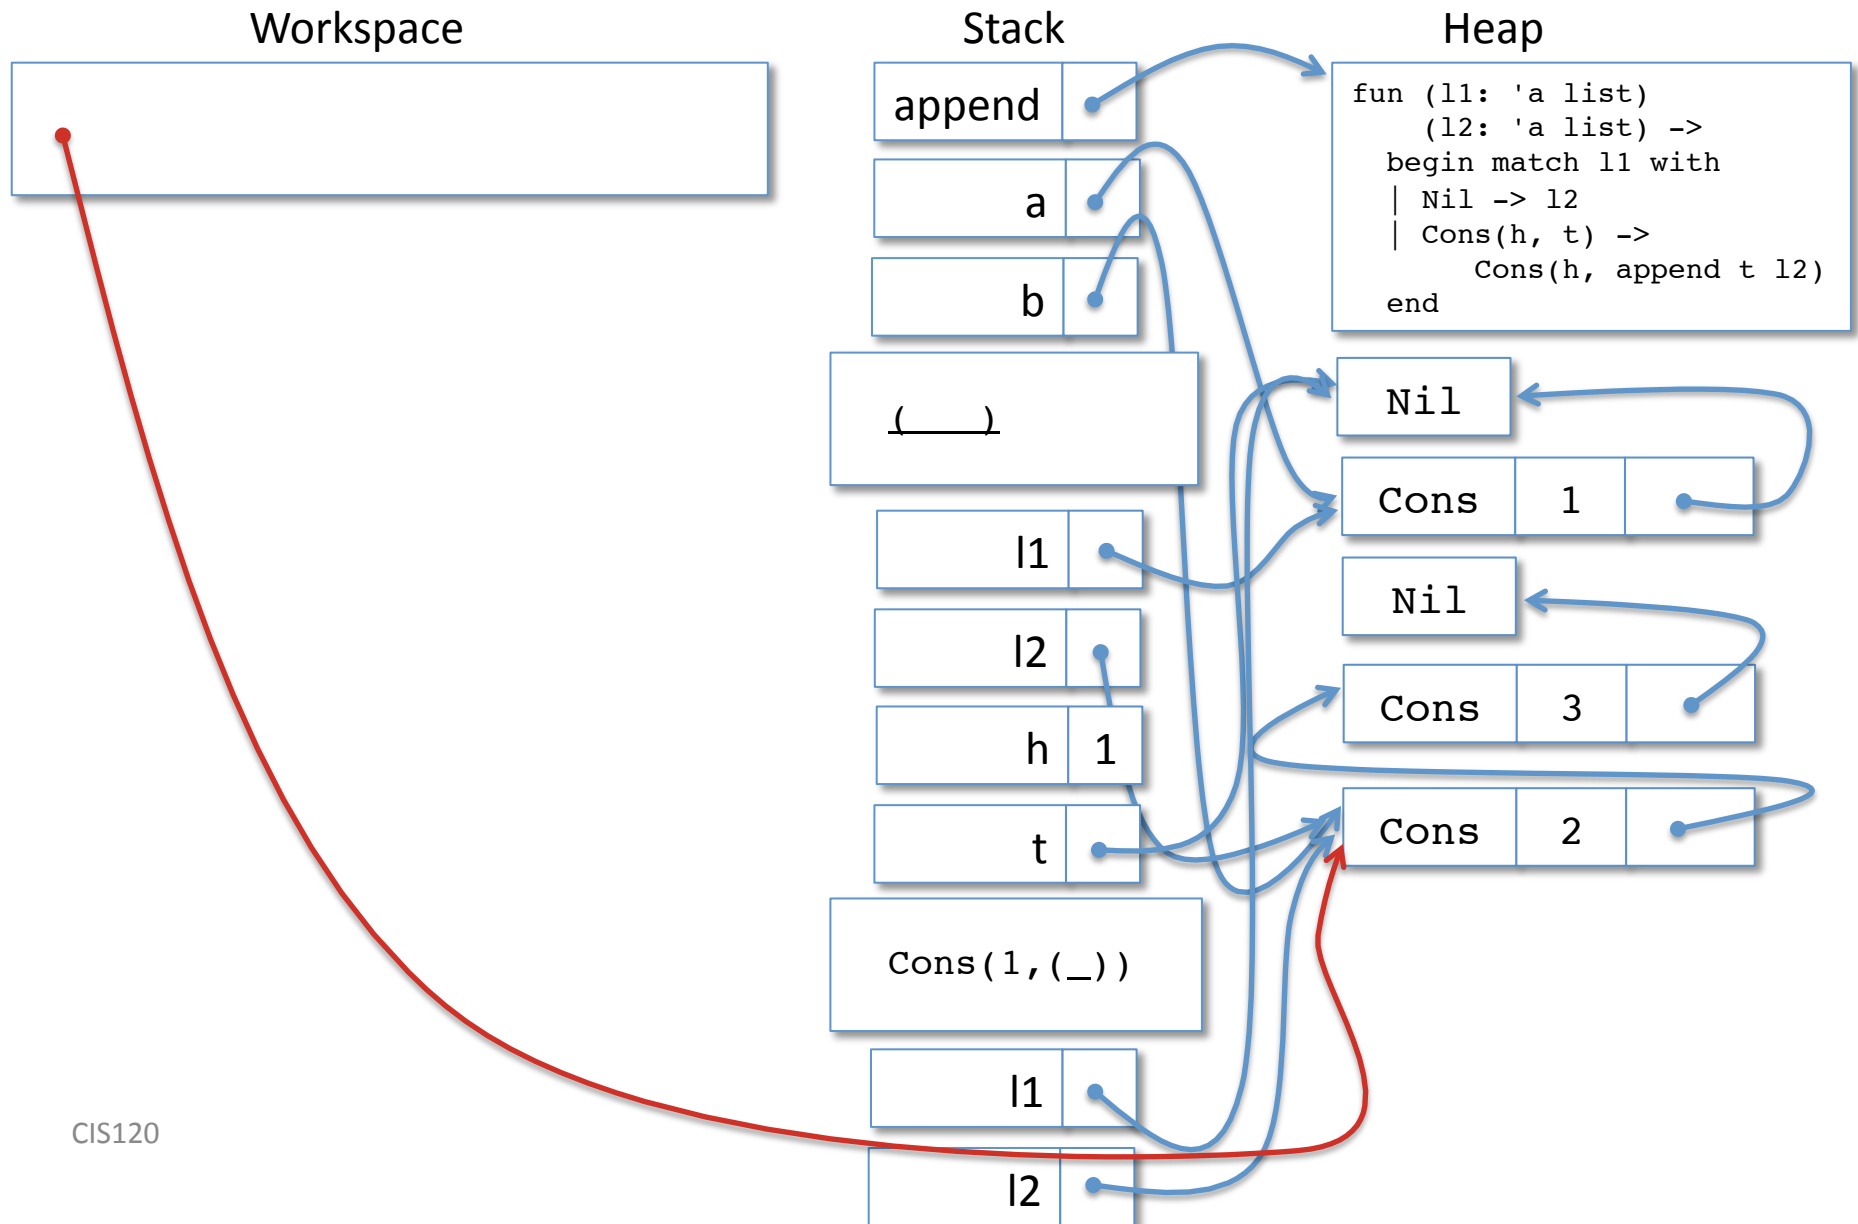 Workspace
Stack
Heap
append
a
b
(___)
l1
l2
h 1
t
Cons(1,(_))
l1
l2
fun (l1: 'a list)
(l2: 'a list) ->
begin match l1 with
| Nil -> l2
| Cons(h, t) ->
Cons(h, append t l2)
end
Nil
Cons 1
Nil
Cons 3
Cons 2
CIS120